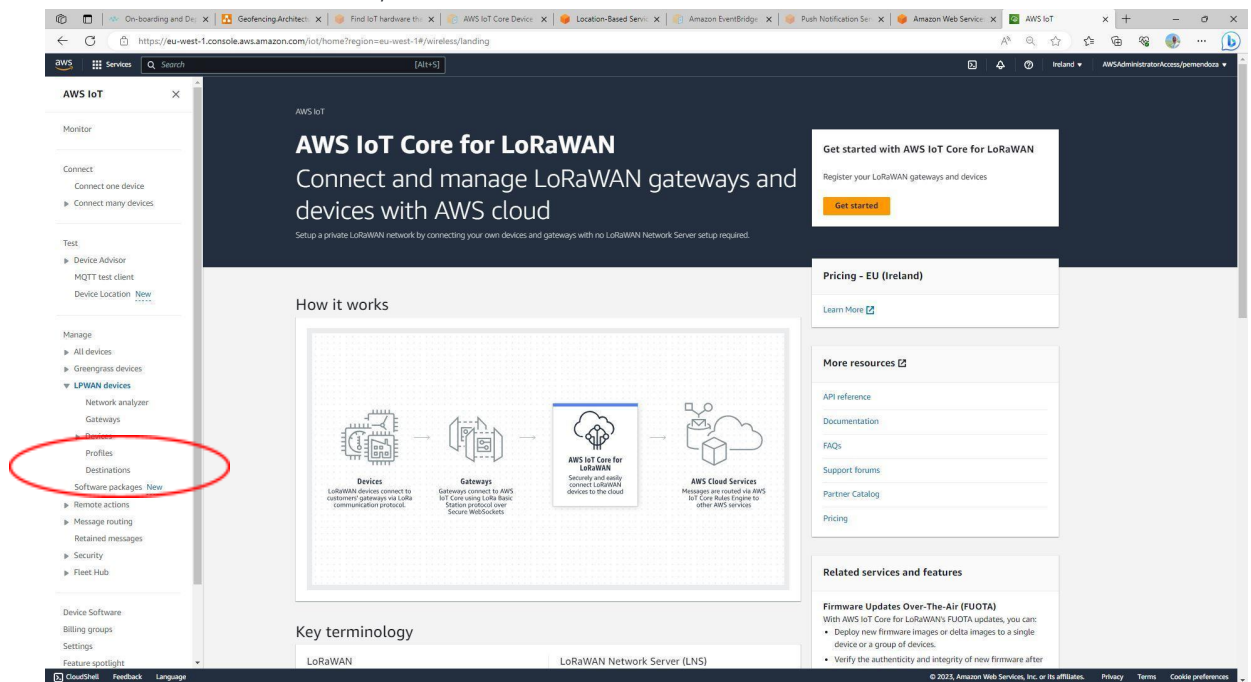 On-boarding and De
Geofencing.Architect
Find IoT hardware th
AWS IoT Core Device
Location-Based Servi
Amazon EventBridge
Push Notification Ser
Amazon Web Service
AWS IoT
https://eu-west-1.console.aws.amazon.com/iot/home?region=eu-west-1#/wireless/landing
aws
Services
Search
[Alt+S]
Ireland
AWSAdministratorAccess/pemendoza
AWS IoT
Monitor
Connect
Connect one device
Connect many devices
Test
Device Advisor
MQTT test client
Device Location New
Manage
All devices
Greengrass devices
LPWAN devices
Network analyzer
Gateways
Devices
Profiles
Destinations
Software packages New
Remote actions
Message routing
Retained messages
Security
Fleet Hub
Device Software
Billing groups
Settings
Feature spotlight
AWS IoT
AWS IoT Core for LoRaWAN
Connect and manage LoRaWAN gateways and
devices with AWS cloud
Setup a private LoRaWAN network by connecting your own devices and gateways with no LoRaWAN Network Server setup required.
Get started with AWS IoT Core for LoRaWAN
Register your LoRaWAN gateways and devices
Get started
Pricing - EU (Ireland)
Learn More
How it works
Devices
LoRaWAN devices connect to
customers' gateways via LoRa
communication protocol.
Gateways
Gateways connect to AWS
IoT Core using LoRa Basic
Station protocol over
Secure WebSockets
AWS IoT Core for
LoRaWAN
Securely and easily
connect LoRaWAN
devices to the cloud
AWS Cloud Services
Messages are routed via AWS
IoT Core Rules Engine to
other AWS services
More resources
API reference
Documentation
FAQs
Support forums
Partner Catalog
Pricing
Related services and features
Firmware Updates Over-The-Air (FUOTA)
With AWS IoT Core for LoRaWAN's FUOTA updates, you can:
• Deploy new firmware images or delta images to a single
device or a group of devices.
• Verify the authenticity and integrity of new firmware after
Key terminology
LoRaWAN
LoRaWAN Network Server (LNS)
CloudShell
Feedback
Language
© 2023, Amazon Web Services, Inc. or its affiliates.
Privacy
Terms
Cookie preferences